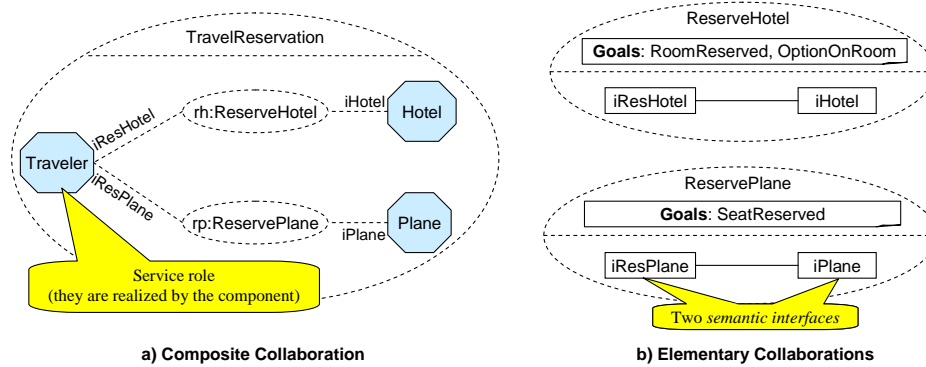 TravelReservation
iResHotel
rh:ReserveHotel
iHotel
Hotel
Traveler
iResPlane
rp:ReservePlane
iPlane
Plane
Service role
(they are realized by the component)
a) Composite Collaboration
ReserveHotel
Goals: RoomReserved, OptionOnRoom
iResHotel
iHotel
ReservePlane
Goals: SeatReserved
iResPlane
iPlane
Two semantic interfaces
b) Elementary Collaborations